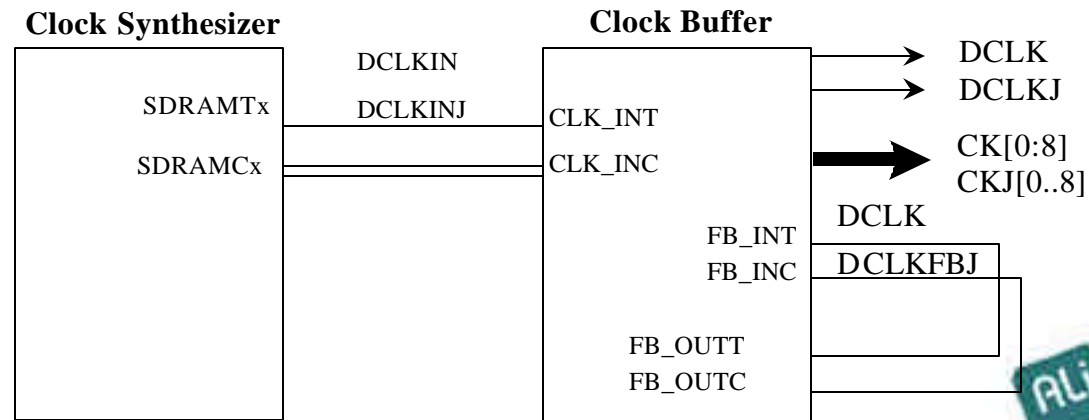 Clock Synthesizer
Clock Buffer
DCLKIN
DCLKINJ
SDRAMTx
SDRAMCx
CLK_INT
CLK_INC
DCLK
DCLKJ
CK[0:8]
CKJ[0..8]
DCLK
FB_INT
DCLKFBJ
FB_INC
FB_OUTT
FB_OUTC
ALi